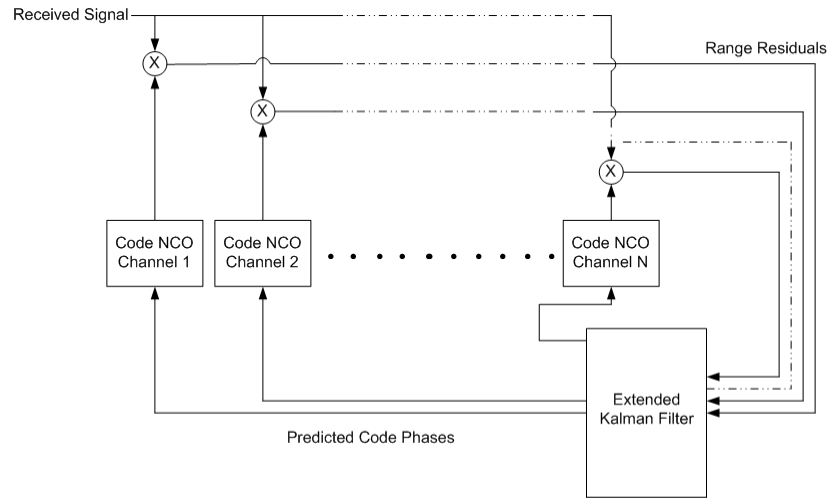 Received Signal
Range Residuals
X
X
X
Code NCO
Channel 1
Code NCO
Channel 2
Code NCO
Channel N
Extended
Kalman Filter
Predicted Code Phases